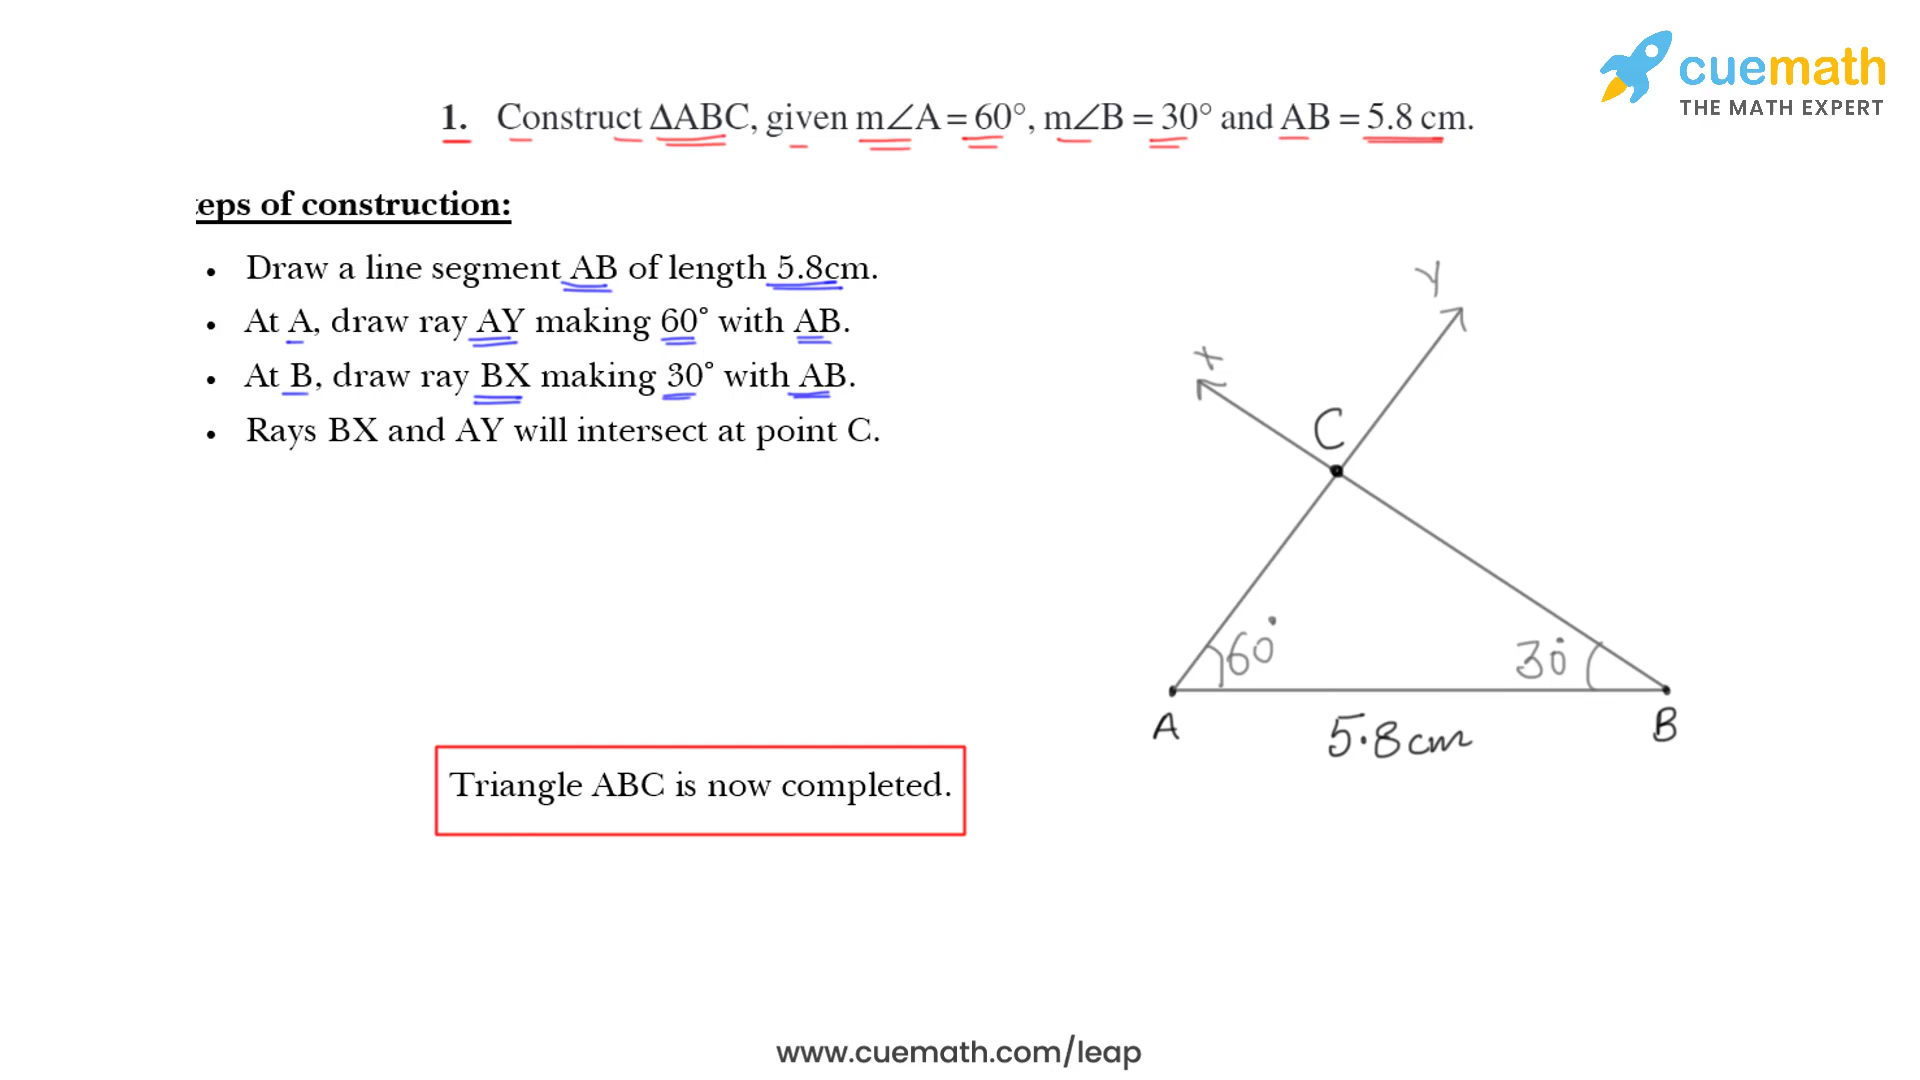 cuemath
THE MATH EXPERT
1. Construct ΔABC, given m∠A = 60°, m∠B = 30° and AB = 5.8 cm.
eps of construction:
• Draw a line segment AB of length 5.8cm.
• At A, draw ray AY making 60° with AB.
• At B, draw ray BX making 30° with AB.
• Rays BX and AY will intersect at point C.
Y
X
C
60°
30°
A
5.8cm
B
Triangle ABC is now completed.
www.cuemath.com/leap